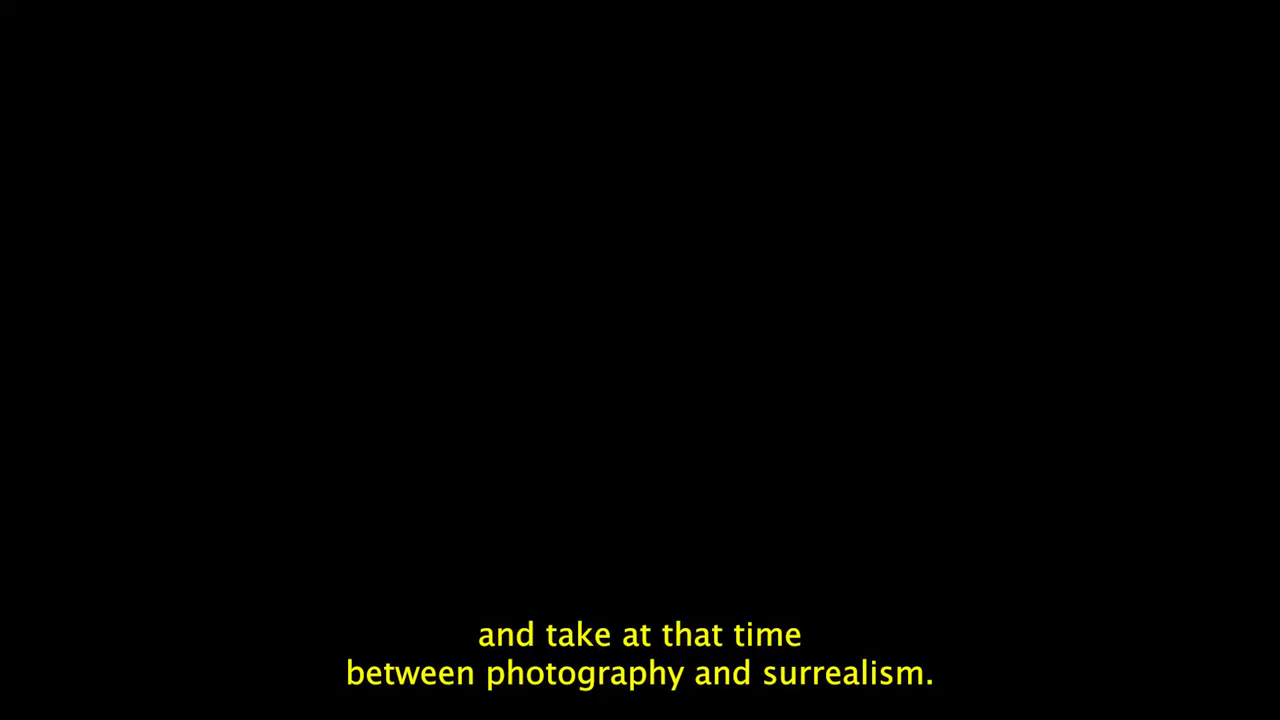 and take at that time
between photography and surrealism.